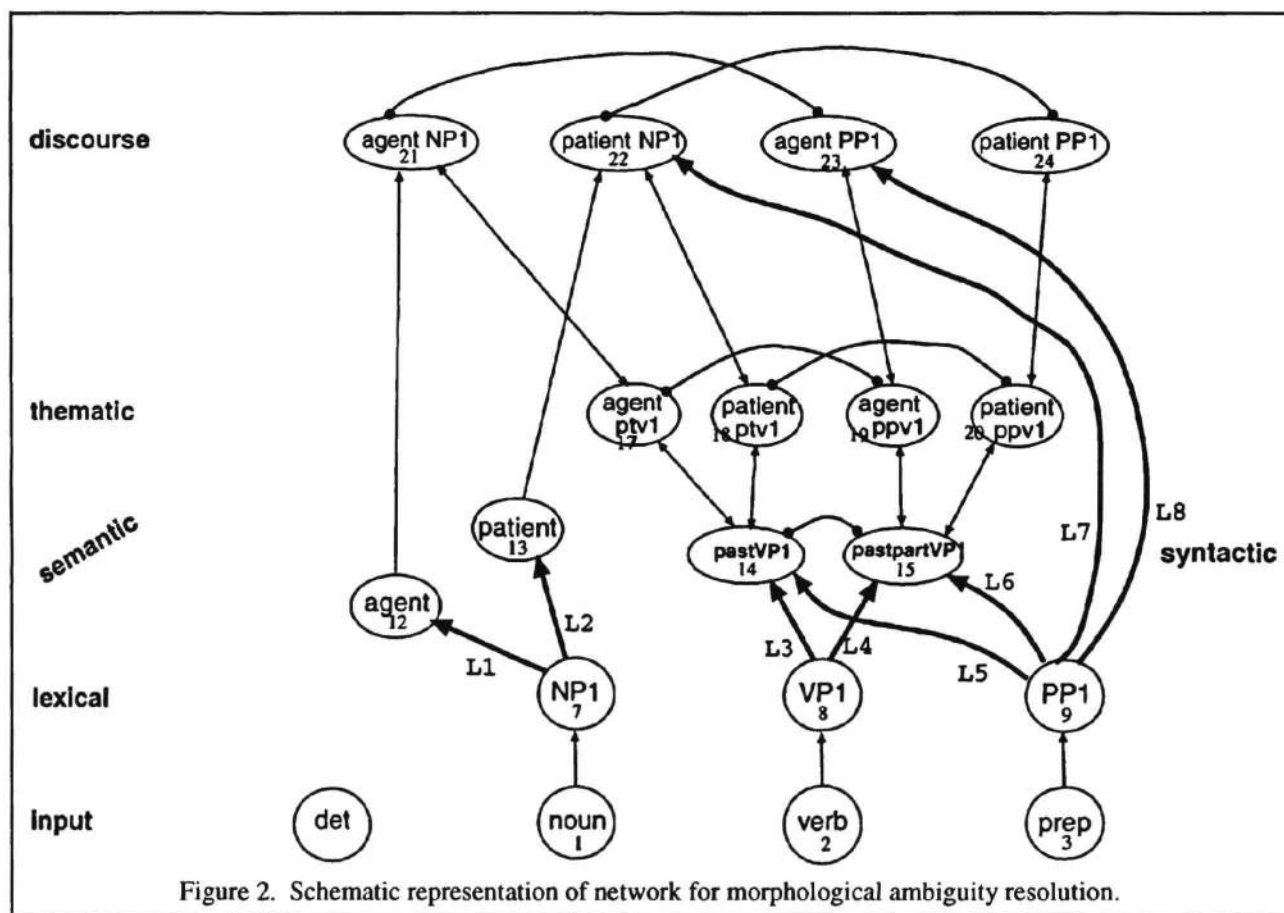 discourse
agent NP1
21
patient NP1
22
agent PP1
23
patient PP1
24
thematic
agent
ptv1
17
patient
ptv1
18
agent
ppv1
19
patient
ppv1
20
semantic
patient
13
pastVP1
14
pastpartVP1
15
L7
L8
syntactic
agent
12
L1
L2
L3
L4
L5
L6
lexical
NP1
7
VP1
8
PP1
9
input
det
noun
1
verb
2
prep
3
Figure 2. Schematic representation of network for morphological ambiguity resolution.